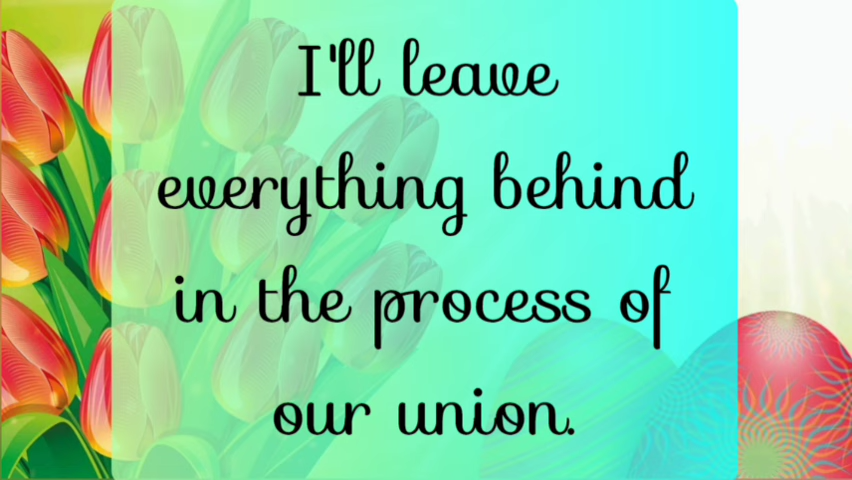 I'll leave
everything behind
in the process of
our union.